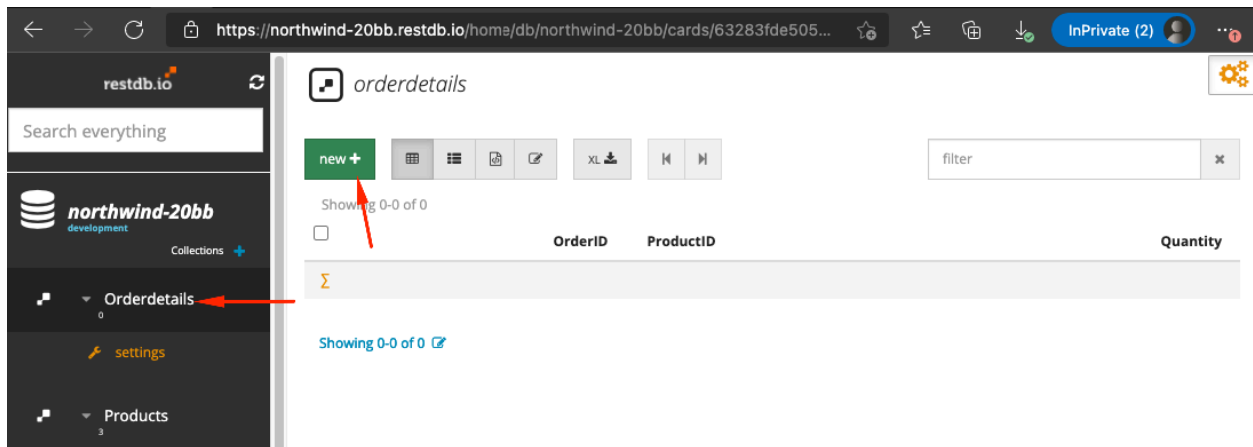 https://northwind-20bb.restdb.io/home/db/northwind-20bb/cards/63283fde505...
InPrivate (2)
restdb.io
orderdetails
Search everything
new
XL
filter
Showing 0-0 of 0
northwind-20bb
development
Collections
OrderID ProductID Quantity
Σ
Orderdetails
0
Showing 0-0 of 0
settings
Products
3